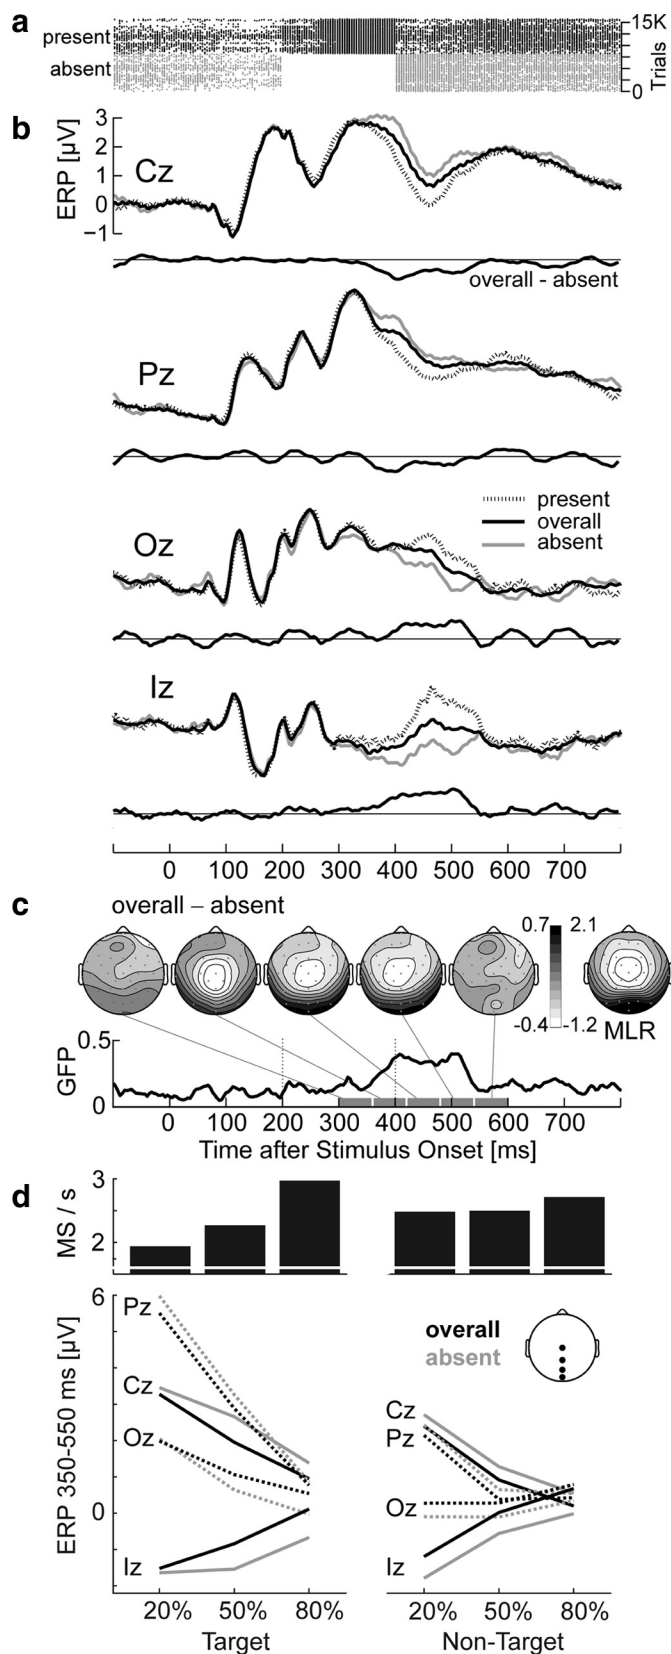 a
present
absent
15K
0
Trials
b
ERP [µV]
3
2
1
0
−1
Cz
overall - absent
Pz
Oz
present
overall
absent
Iz
0 100 200 300 400 500 600 700
c
overall – absent
0.7 2.1
-0.4 -1.2
MLR
GFP
0.5
0
0 100 200 300 400 500 600 700
Time after Stimulus Onset [ms]
d
MS / s
3
2
ERP 350-550 ms [µV]
6
0
Pz
Cz
Oz
Iz
overall
absent
Cz
Pz
Oz
Iz
20% 50% 80%
20% 50% 80%
Target
Non-Target